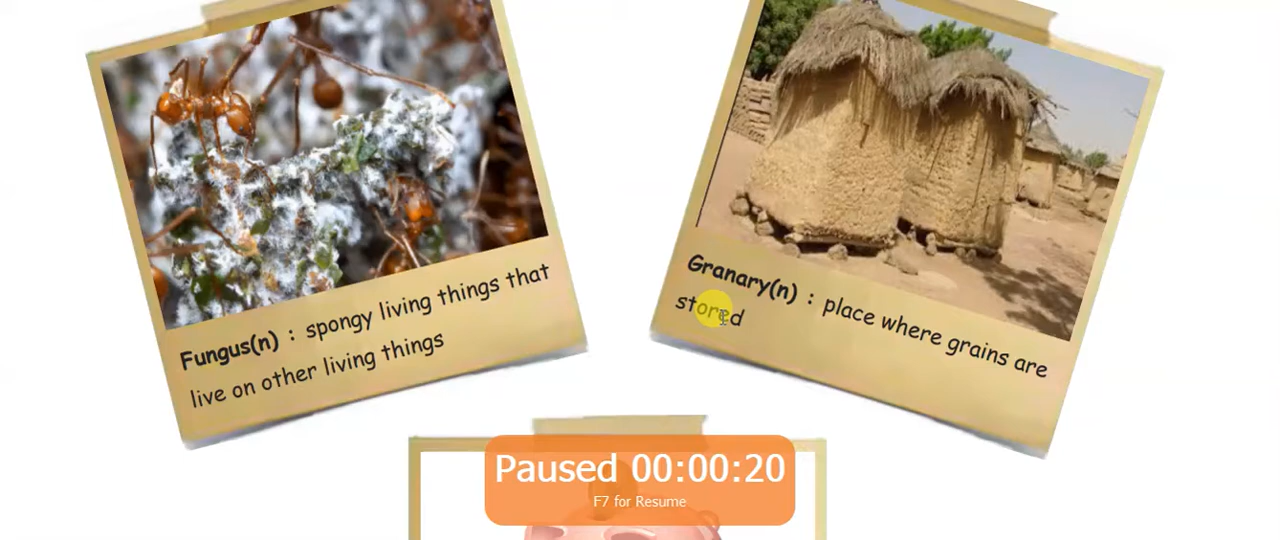 Fungus(n) : spongy living things that
live on other living things
Granary(n) : place where grains are
stored
Paused 00:00:20
F7 for Resume